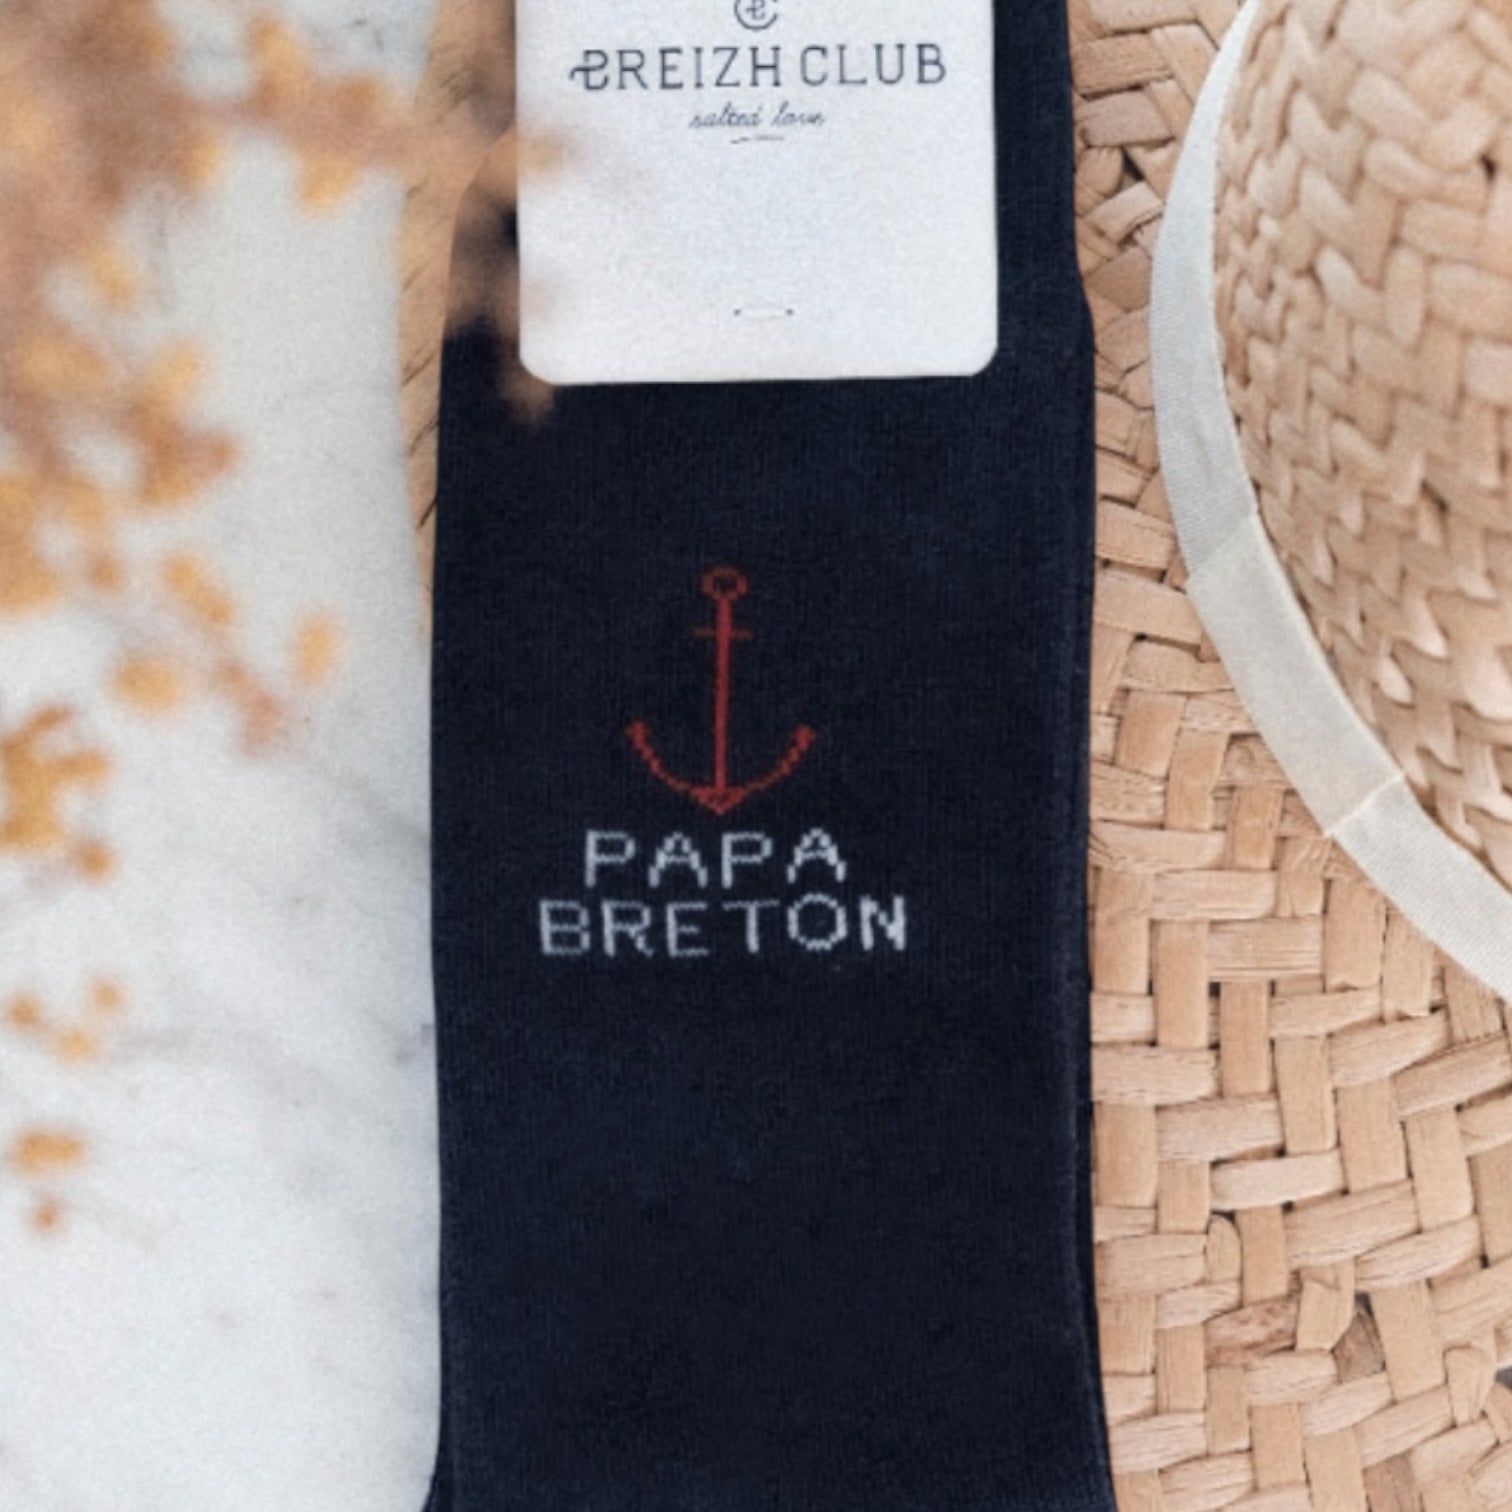 BREIZH CLUB
salted love
PAPA
BRETON